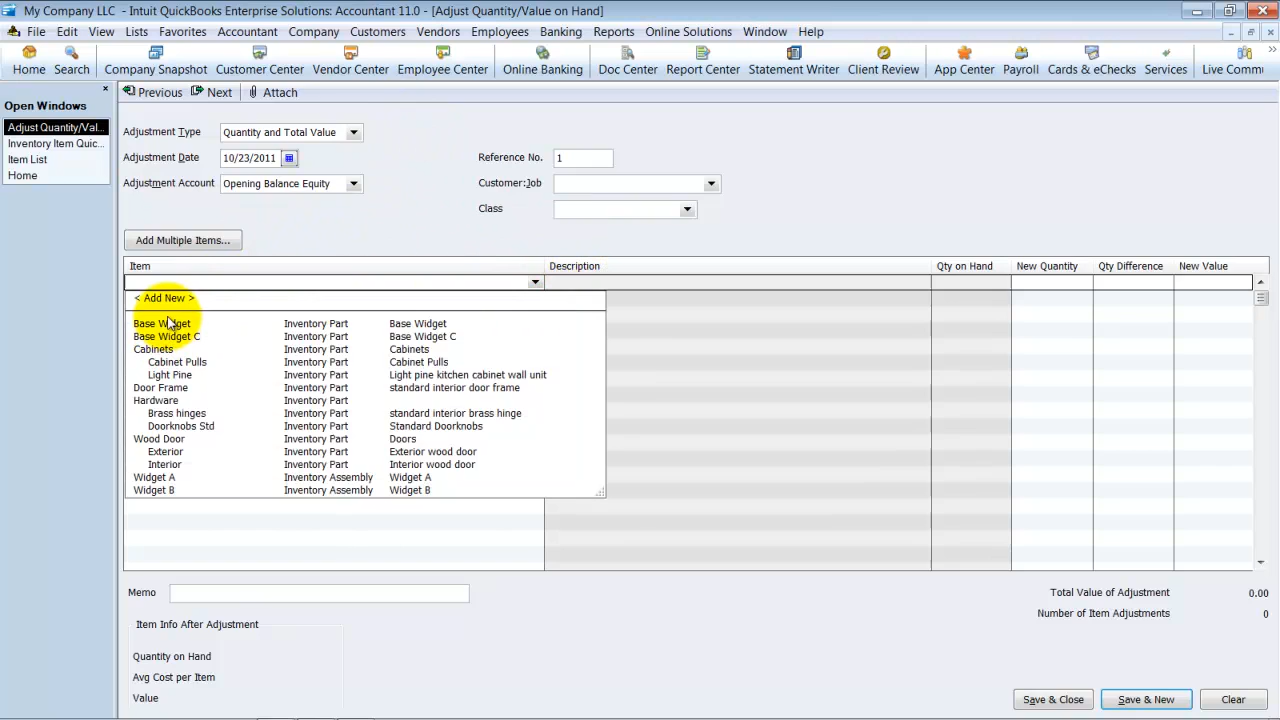 My Company LLC - Intuit QuickBooks Enterprise Solutions: Accountant 11.0 - [Adjust Quantity/Value on Hand]
File Edit View Lists Favorites Accountant Company Customers Vendors Employees Banking Reports Online Solutions Window Help
Home Search Company Snapshot Customer Center Vendor Center Employee Center Online Banking Doc Center Report Center Statement Writer Client Review App Center Payroll Cards & eChecks Services Live Commu
Open Windows
Adjust Quantity/Val...
Inventory Item Quic...
Item List
Home
Previous Next Attach
Adjustment Type Quantity and Total Value
Adjustment Date 10/23/2011 Reference No. 1
Adjustment Account Opening Balance Equity Customer:Job
Class
Add Multiple Items...
Item Description Qty on Hand New Quantity Qty Difference New Value
< Add New >
Base Widget Inventory Part Base Widget
Base Widget C Inventory Part Base Widget C
Cabinets Inventory Part Cabinets
Cabinet Pulls Inventory Part Cabinet Pulls
Light Pine Inventory Part Light pine kitchen cabinet wall unit
Door Frame Inventory Part standard interior door frame
Hardware Inventory Part
Brass hinges Inventory Part standard interior brass hinge
Doorknobs Std Inventory Part Standard Doorknobs
Wood Door Inventory Part Doors
Exterior Inventory Part Exterior wood door
Interior Inventory Part Interior wood door
Widget A Inventory Assembly Widget A
Widget B Inventory Assembly Widget B
Memo Total Value of Adjustment 0.00
Number of Item Adjustments 0
Item Info After Adjustment
Quantity on Hand
Avg Cost per Item
Value
Save & Close Save & New Clear